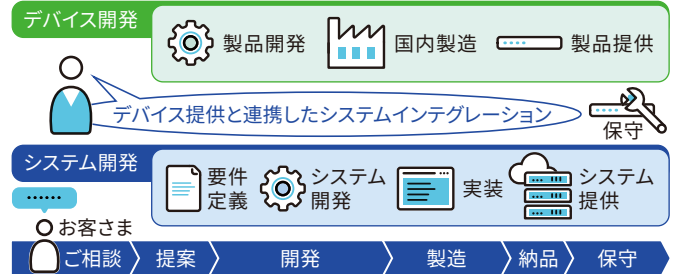 デバイス開発
製品開発
国内製造
製品提供
デバイス提供と連携したシステムインテグレーション
保守
システム開発
要件
定義
システム
開発
実装
システム
提供
お客さま
ご相談
提案
開発
製造
納品
保守